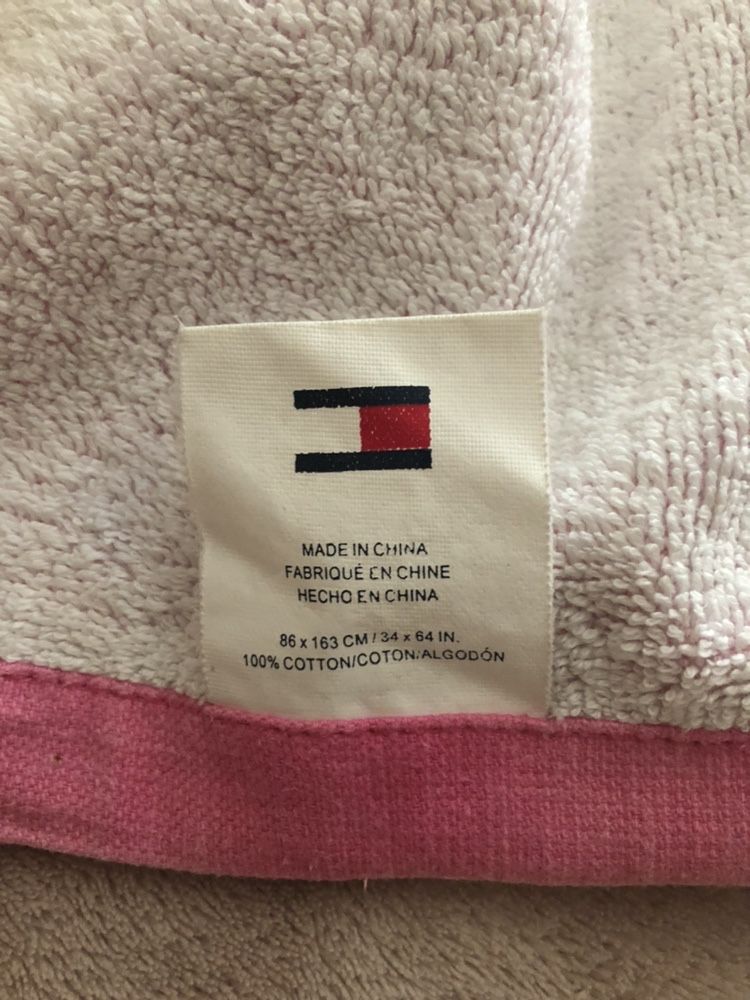 MADE IN CHINA
FABRIQUÉ EN CHINE
HECHO EN CHINA
86 x 163 CM / 34 x 64 IN.
100% COTTON/COTON/ALGODÓN